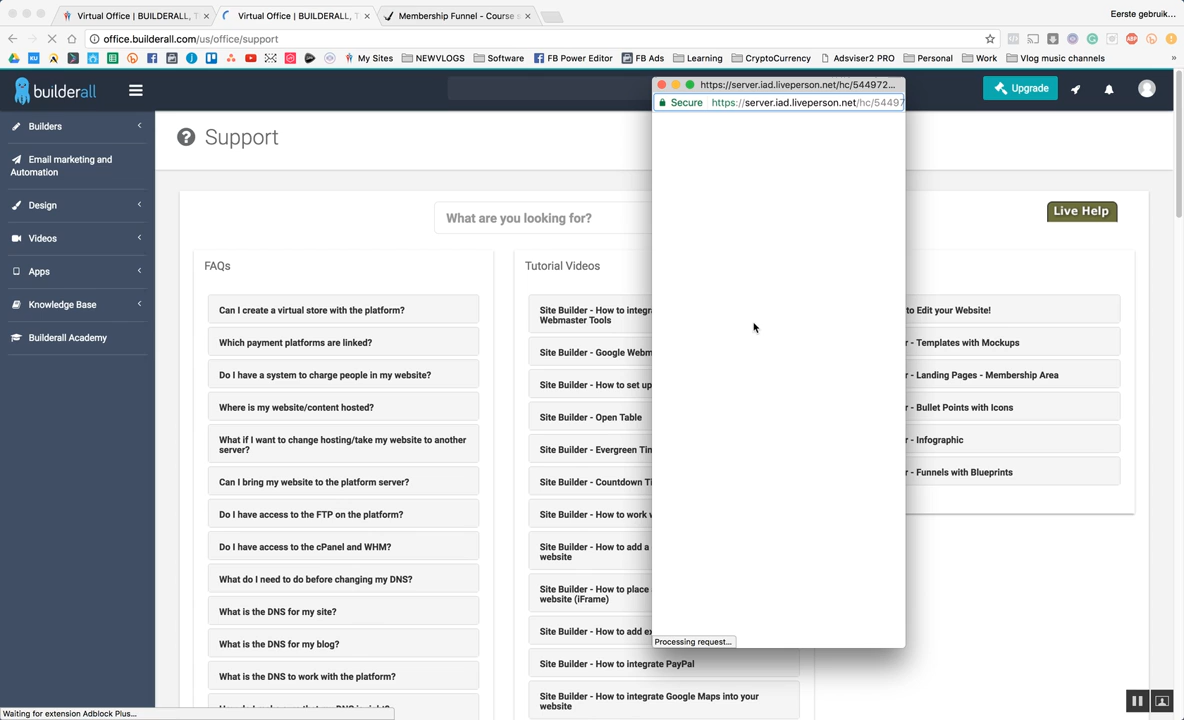 Virtual Office | BUILDERALL, T
Virtual Office | BUILDERALL, T
Membership Funnel - Course s
Eerste gebruik...
office.builderall.com/us/office/support
My Sites
NEWVLOGS
Software
FB Power Editor
FB Ads
Learning
CryptoCurrency
Adviser2 PRO
Personal
Work
Vlog music channels
»
builderall
Upgrade
https://server.iad.liveperson.net/hc/544972...
Secure
https://server.iad.liveperson.net/hc/54497
Builders
Email marketing and
Automation
Design
Videos
Apps
Knowledge Base
Builderall Academy
Support
What are you looking for?
Live Help
FAQs
Can I create a virtual store with the platform?
Which payment platforms are linked?
Do I have a system to charge people in my website?
Where is my website/content hosted?
What if I want to change hosting/take my website to another
server?
Can I bring my website to the platform server?
Do I have access to the FTP on the platform?
Do I have access to the cPanel and WHM?
What do I need to do before changing my DNS?
What is the DNS for my site?
What is the DNS for my blog?
What is the DNS to work with the platform?
Tutorial Videos
Site Builder - How to integra
Webmaster Tools
Site Builder - Google Webm
Site Builder - How to set up
Site Builder - Open Table
Site Builder - Evergreen Tin
Site Builder - Countdown Ti
Site Builder - How to work v
Site Builder - How to add a
website
Site Builder - How to place
website (iFrame)
Site Builder - How to add ex
Site Builder - How to integrate PayPal
Site Builder - How to integrate Google Maps into your
website
to Edit your Website!
r - Templates with Mockups
r - Landing Pages - Membership Area
r - Bullet Points with Icons
r - Infographic
r - Funnels with Blueprints
Processing request...
Waiting for extension Adblock Plus...